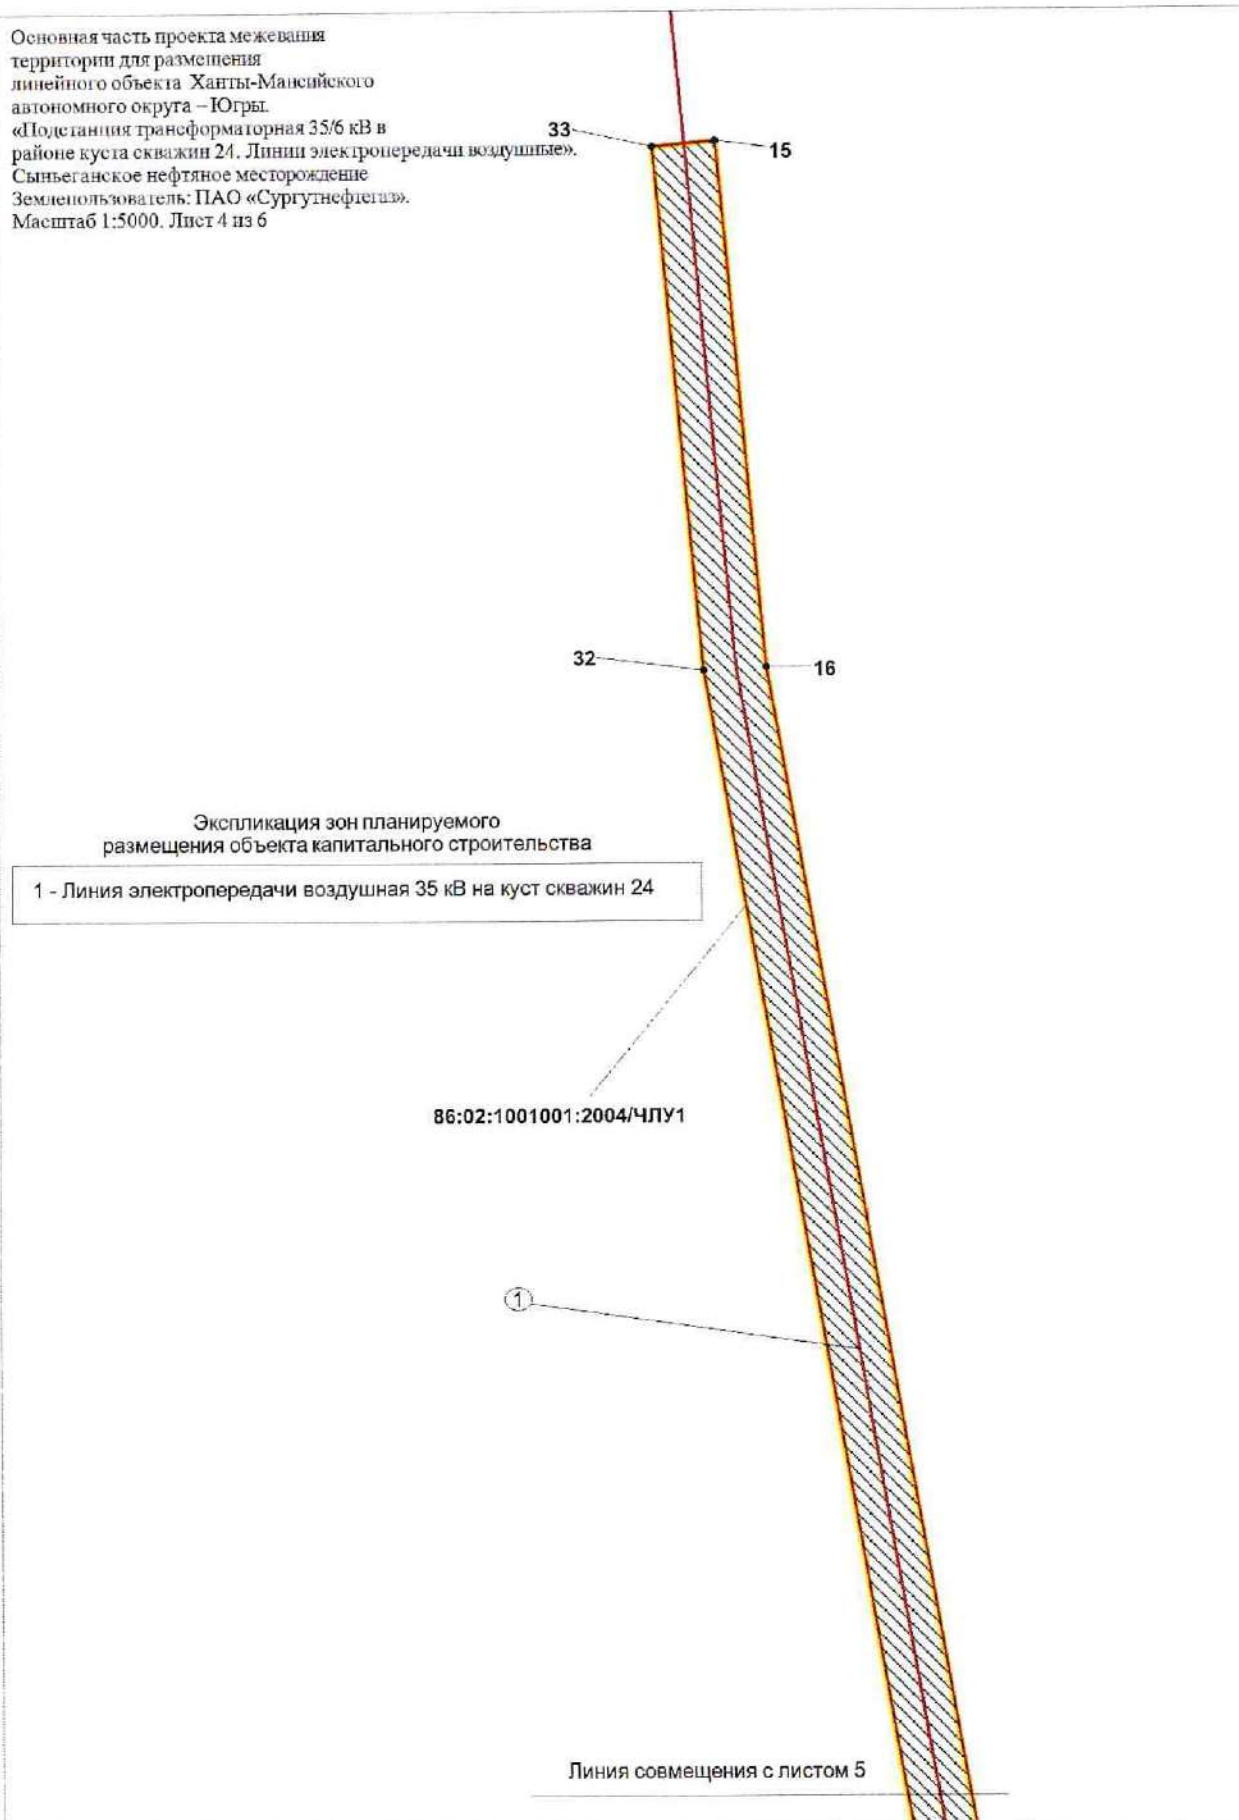 Основная часть проекта межевания
территории для размещения
линейного объекта Ханты-Мансийского
автономного округа – Югры.
«Подстанция трансформаторная 35/6 кВ в
районе куста скважин 24. Линии электропередачи воздушные».
Сыньеганское нефтяное месторождение
Землепользователь: ПАО «Сургутнефтегаз».
Масштаб 1:5000. Лист 4 из 6
33
15
32
16
Экспликация зон планируемого
размещения объекта капитального строительства
1 - Линия электропередачи воздушная 35 кВ на куст скважин 24
86:02:1001001:2004/ЧЛУ1
1
Линия совмещения с листом 5